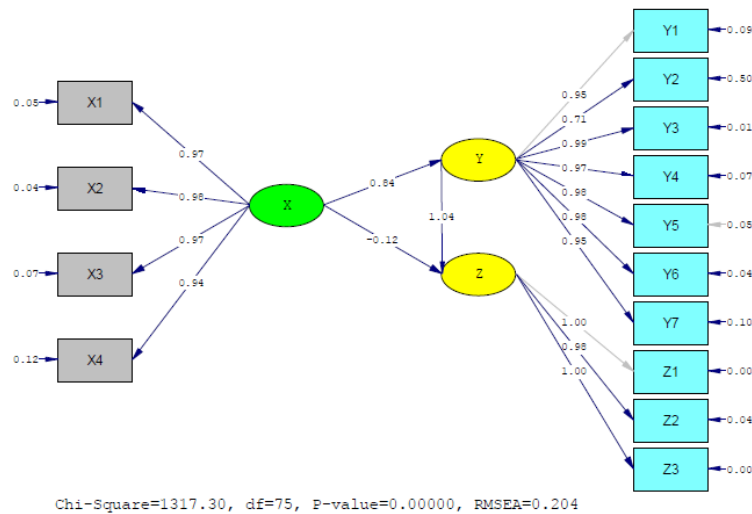 Y1
0.09
Y2
0.50
0.05
X1
0.95
0.71
Y3
0.01
0.97
0.99
Y
0.97
Y4
0.07
0.04
X2
0.98
0.84
0.98
X
1.04
0.98
Y5
0.05
-0.12
0.95
0.07
X3
0.97
Z
Y6
0.04
0.94
1.00
Y7
0.10
0.98
0.12
X4
1.00
Z1
0.00
Z2
0.04
Z3
0.00
Chi-Square=1317.30, df=75, P-value=0.00000, RMSEA=0.204